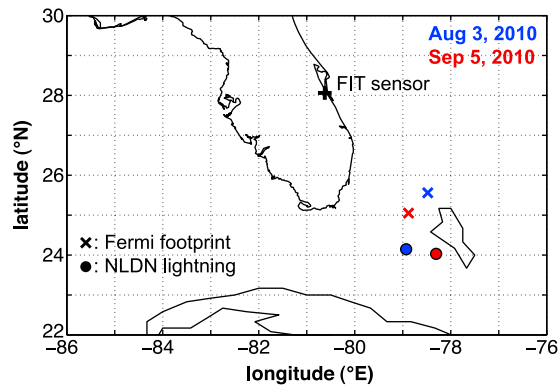 30
28
26
24
22
latitude (°N)
Aug 3, 2010
Sep 5, 2010
FIT sensor
×: Fermi footprint
●: NLDN lightning
−86 −84 −82 −80 −78 −76
longitude (°E)